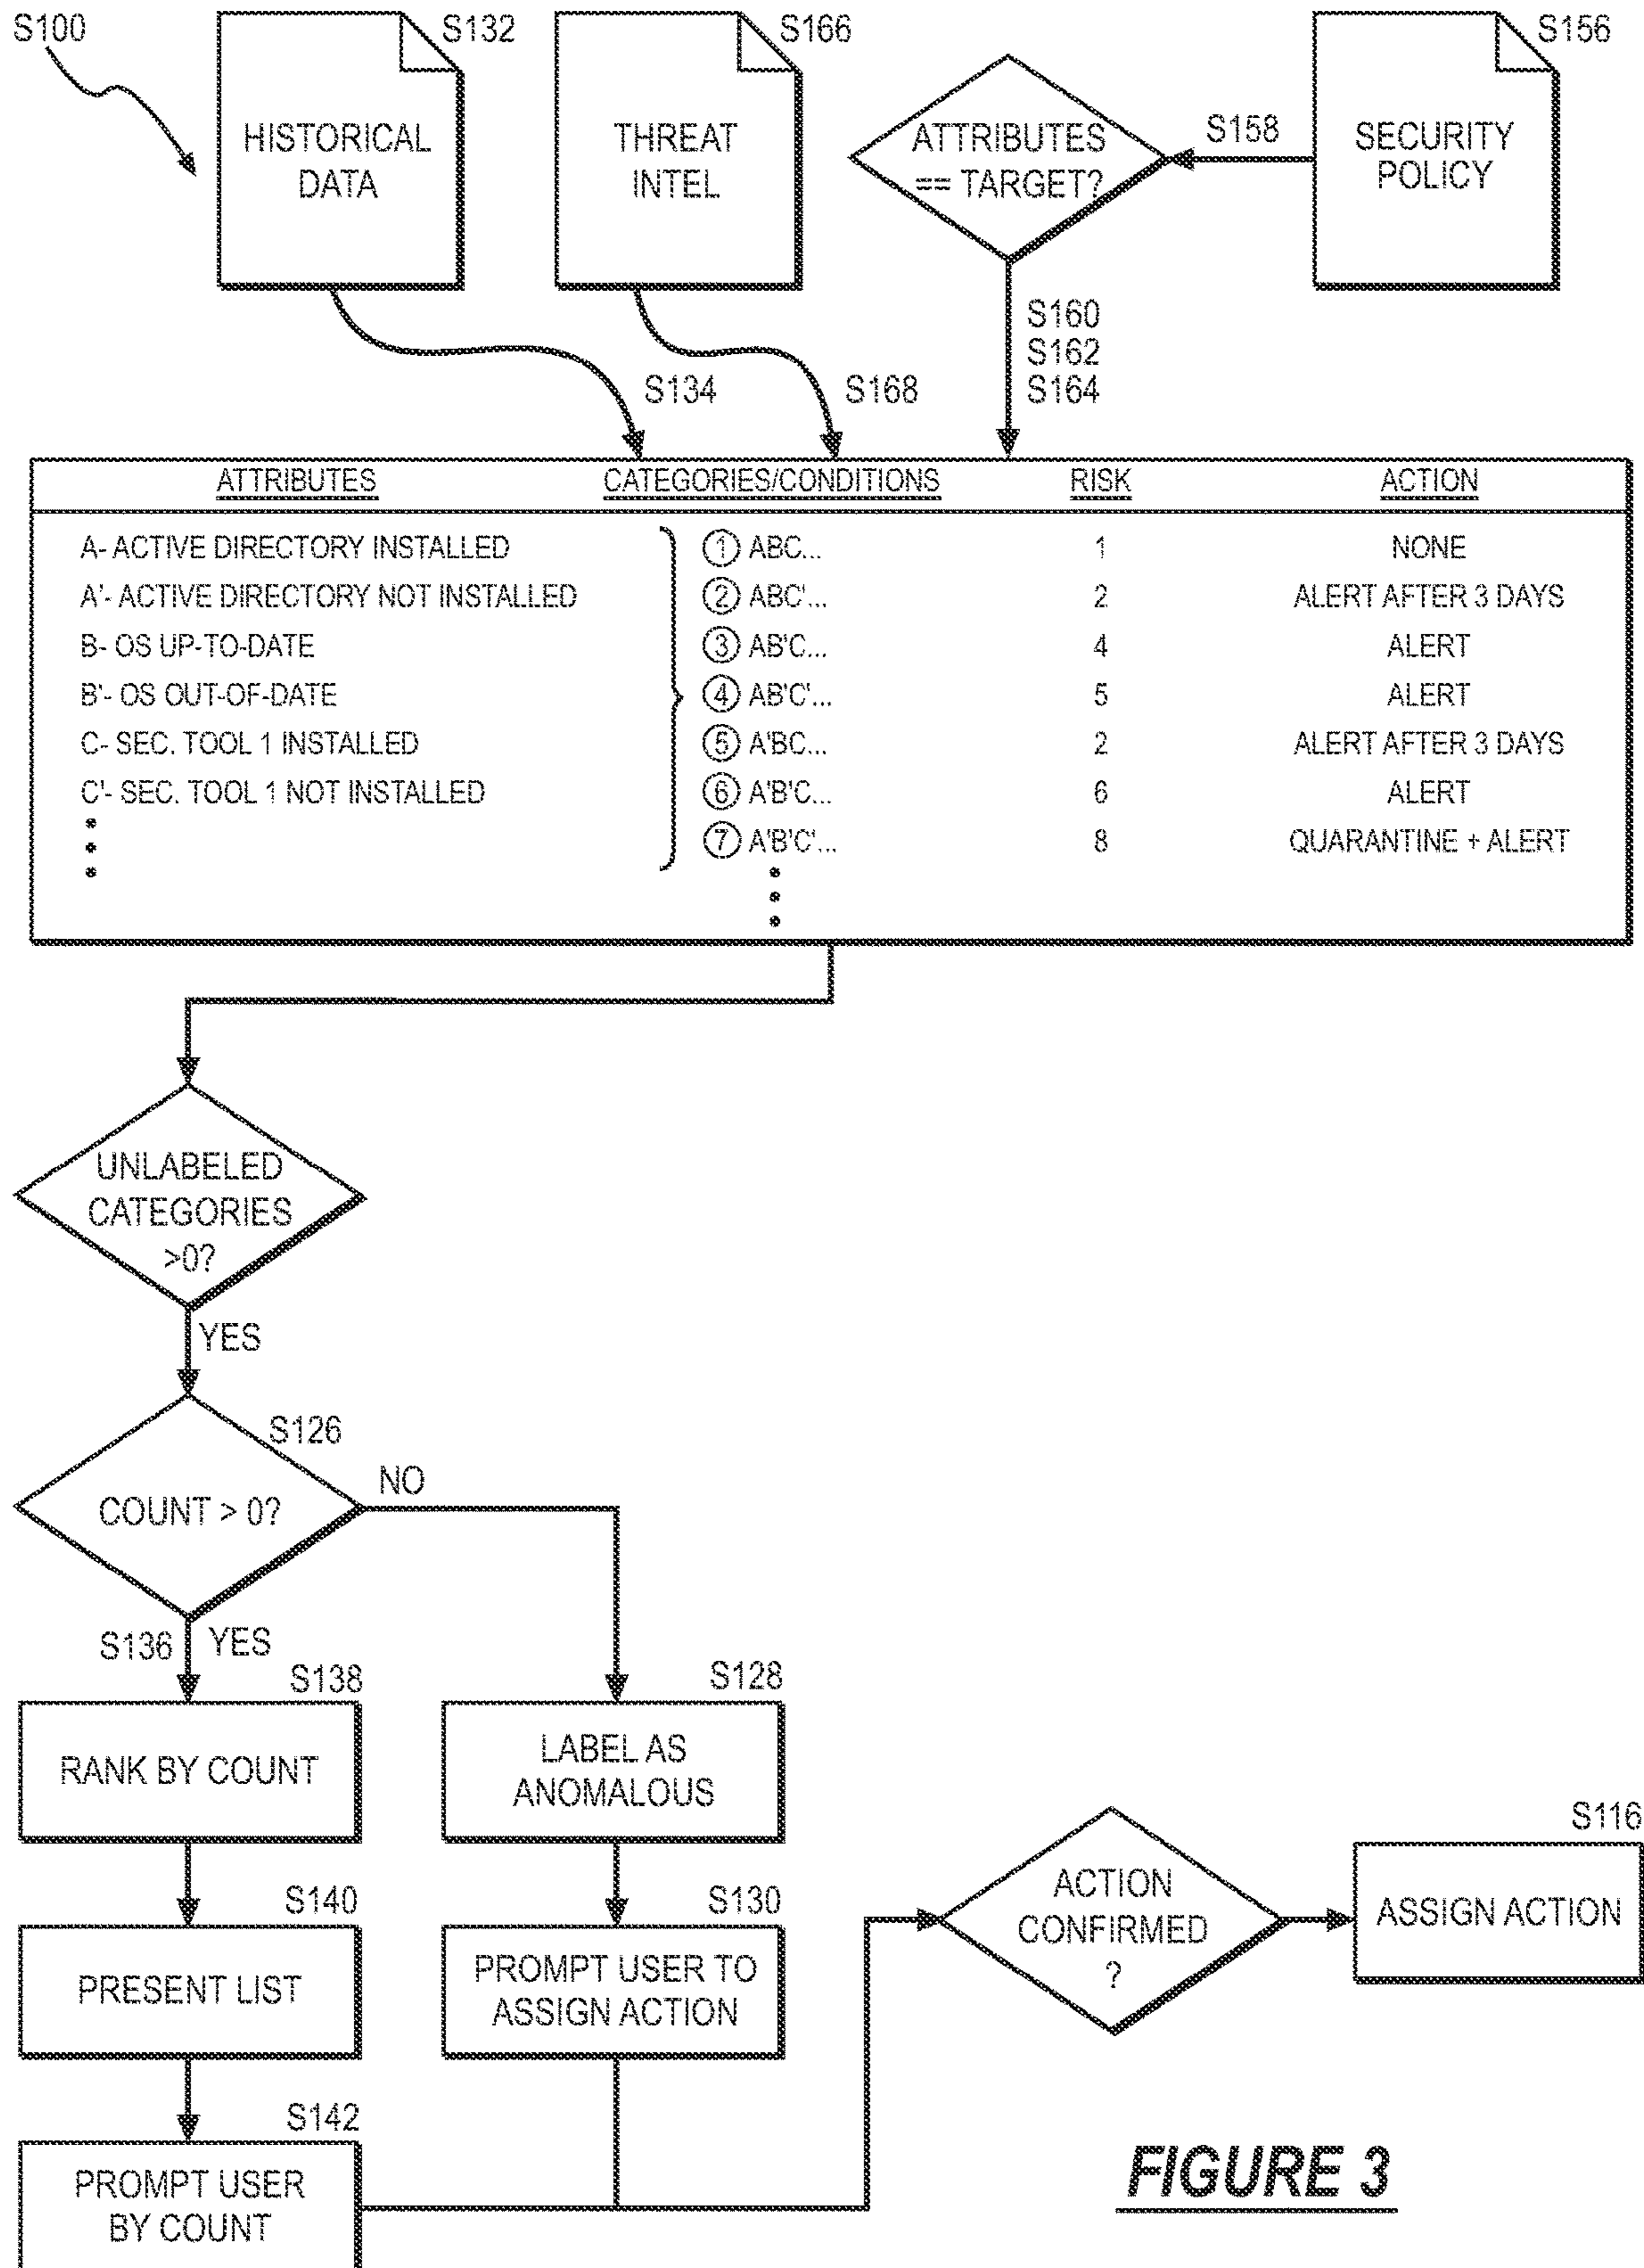 S100
S132
S166
S156
HISTORICAL
DATA
THREAT
INTEL
ATTRIBUTES
== TARGET?
S158
SECURITY
POLICY
S160
S162
S164
S134
S168
ATTRIBUTES CATEGORIES/CONDITIONS RISK ACTION
A- ACTIVE DIRECTORY INSTALLED 1 ABC... 1 NONE
A'- ACTIVE DIRECTORY NOT INSTALLED 2 ABC'... 2 ALERT AFTER 3 DAYS
B- OS UP-TO-DATE 3 AB'C... 4 ALERT
B'- OS OUT-OF-DATE 4 AB'C'... 5 ALERT
C- SEC. TOOL 1 INSTALLED 5 A'BC... 2 ALERT AFTER 3 DAYS
C'- SEC. TOOL 1 NOT INSTALLED 6 A'B'C... 6 ALERT
7 A'B'C'... 8 QUARANTINE + ALERT
UNLABELED
CATEGORIES
>0?
YES
S126
COUNT > 0?
NO
S136
YES
S138
RANK BY COUNT
S128
LABEL AS
ANOMALOUS
S140
PRESENT LIST
S130
PROMPT USER TO
ASSIGN ACTION
ACTION
CONFIRMED
?
S116
ASSIGN ACTION
S142
PROMPT USER
BY COUNT
FIGURE 3